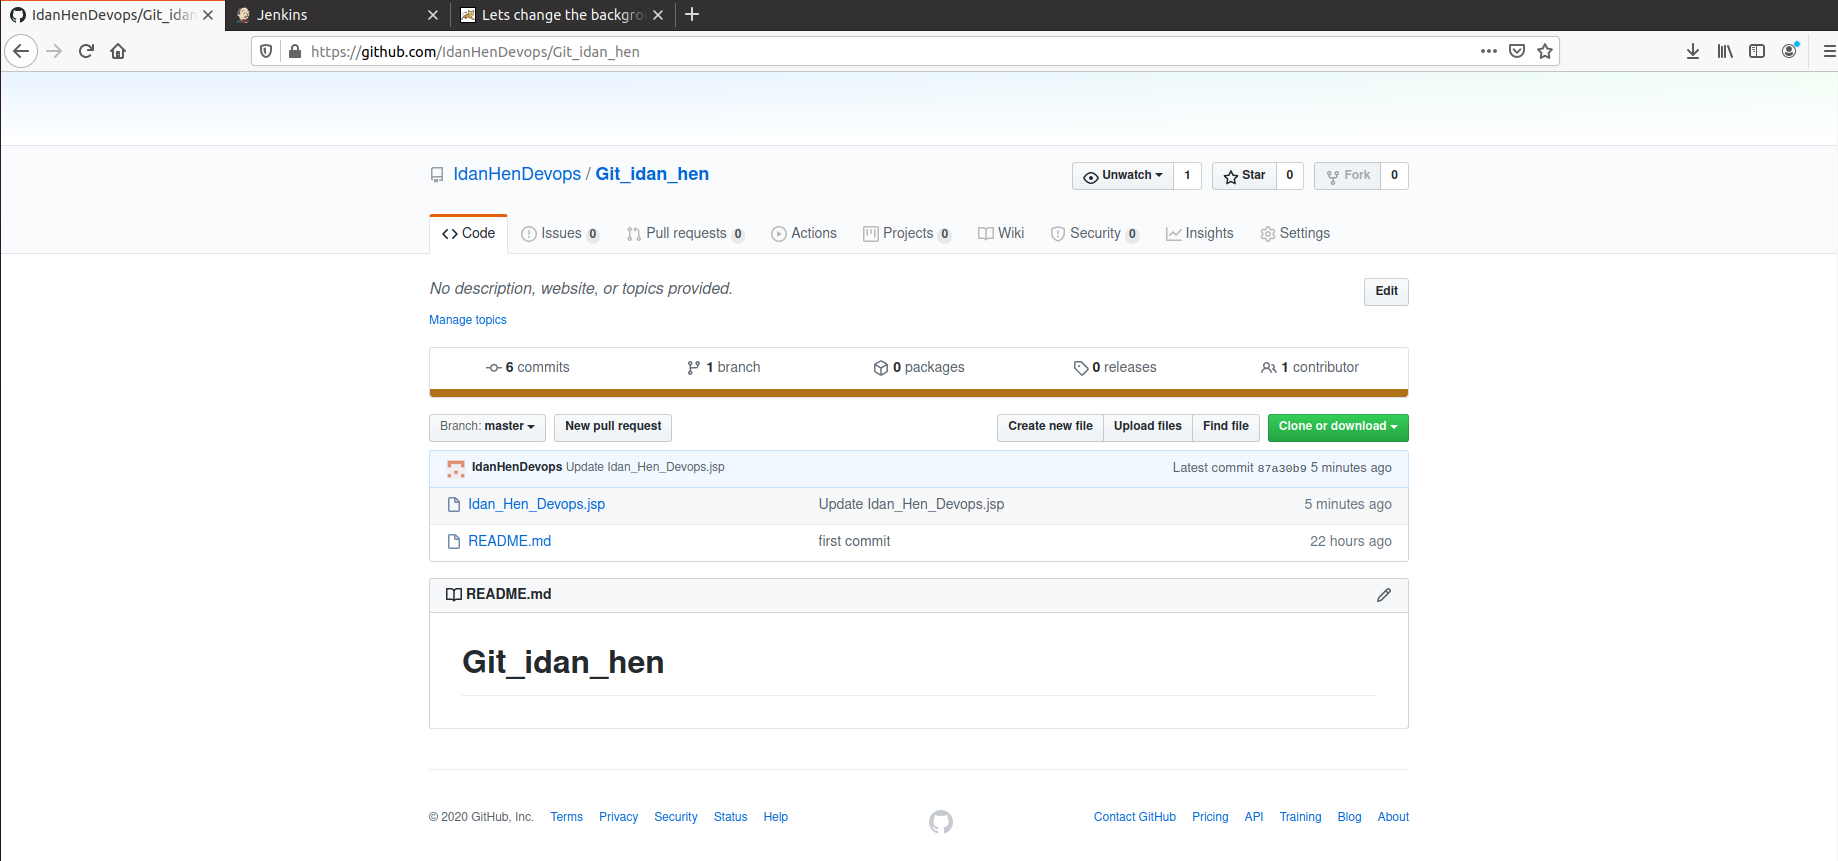 IdanHenDevops/Git_idan
Jenkins
Lets change the backgro
https://github.com/IdanHenDevops/Git_idan_hen
IdanHenDevops / Git_idan_hen
Unwatch 1 Star 0 Fork 0
Code Issues 0 Pull requests 0 Actions Projects 0 Wiki Security 0 Insights Settings
No description, website, or topics provided. Edit
Manage topics
6 commits 1 branch 0 packages 0 releases 1 contributor
Branch: master New pull request Create new file Upload files Find file Clone or download
IdanHenDevops Update Idan_Hen_Devops.jsp Latest commit 87a30b9 5 minutes ago
Idan_Hen_Devops.jsp Update Idan_Hen_Devops.jsp 5 minutes ago
README.md first commit 22 hours ago
README.md
Git_idan_hen
© 2020 GitHub, Inc. Terms Privacy Security Status Help Contact GitHub Pricing API Training Blog About